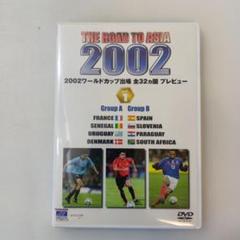 THE ROAD TO ASIA
2002
2002ワールドカップ出場 全32カ国 プレビュー
1
Group A Group B
FRANCE SPAIN
SENEGAL SLOVENIA
URUGUAY PARAGUAY
DENMARK SOUTH AFRICA
DVD